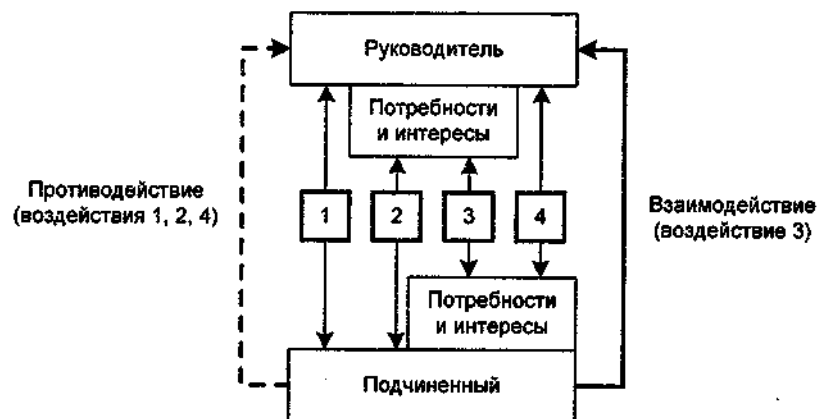 Руководитель
Потребности
и интересы
Противодействие
(воздействия 1, 2, 4)
1
2
3
4
Взаимодействие
(воздействие 3)
Потребности
и интересы
Подчиненный